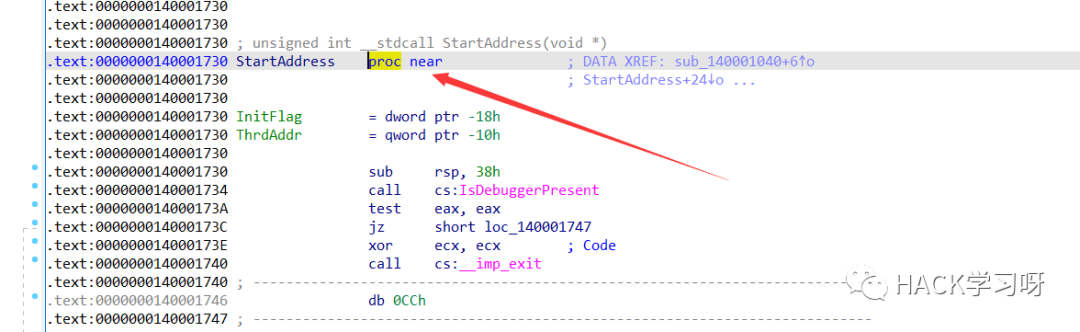 .text:0000000140001730
.text:0000000140001730
.text:0000000140001730 ; unsigned int __stdcall StartAddress(void *)
.text:0000000140001730 StartAddress proc near ; DATA XREF: sub_140001040+6↑o
.text:0000000140001730 ; StartAddress+24↓o ...
.text:0000000140001730
.text:0000000140001730 InitFlag = dword ptr -18h
.text:0000000140001730 ThrdAddr = qword ptr -10h
.text:0000000140001730
.text:0000000140001730 sub rsp, 38h
.text:0000000140001734 call cs:IsDebuggerPresent
.text:000000014000173A test eax, eax
.text:000000014000173C jz short loc_140001747
.text:000000014000173E xor ecx, ecx ; Code
.text:0000000140001740 call cs:__imp_exit
.text:0000000140001740 ; ---------------------------------------------------------------------------
.text:0000000140001746 db 0CCh
.text:0000000140001747 ; ---------------------------------------------------------------------------
HACK学习呀